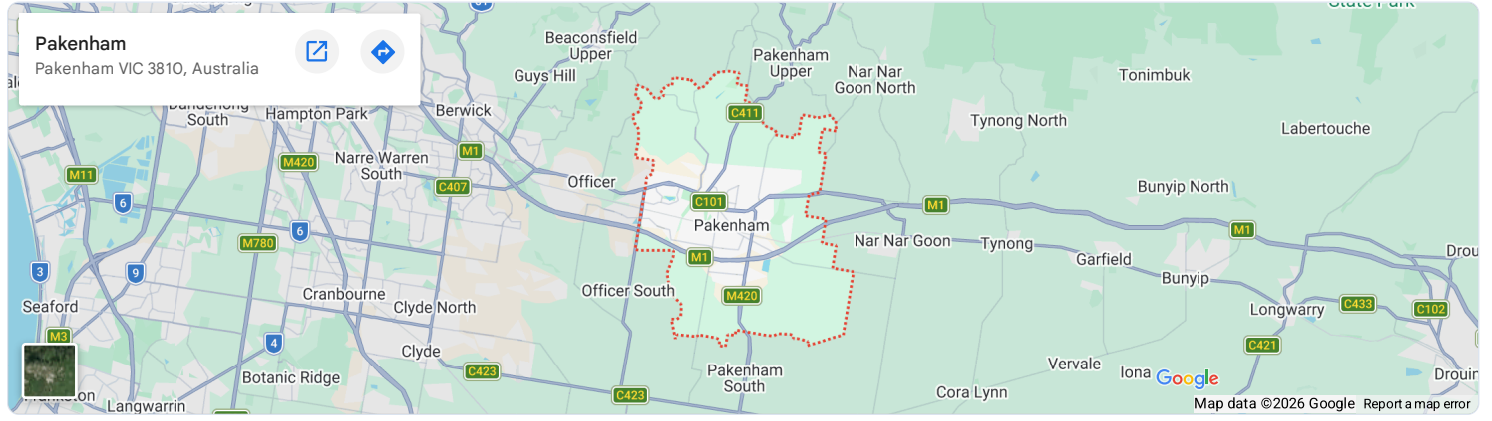 State Park
Pakenham
Pakenham VIC 3810, Australia
Beaconsfield
Upper
Guys Hill
Pakenham
Upper
Nar Nar
Goon North
Tonimbuk
Dandenong
South
Hampton Park
Berwick
C411
Tynong North
Labertouche
M420
Narre Warren
South
M1
M11
C407
Officer
Bunyip North
6
C101
M1
Pakenham
6
M780
M1
Nar Nar Goon
Tynong
M1
Garfield
3
9
Bunyip
Seaford
Cranbourne
Clyde North
Officer South
M420
Longwarry
C433
C102
M3
4
Clyde
C421
C423
Pakenham
South
Vervale
Iona
Google
Botanic Ridge
C423
Cora Lynn
Drouin
Langwarrin
Map data ©2026 Google
Report a map error